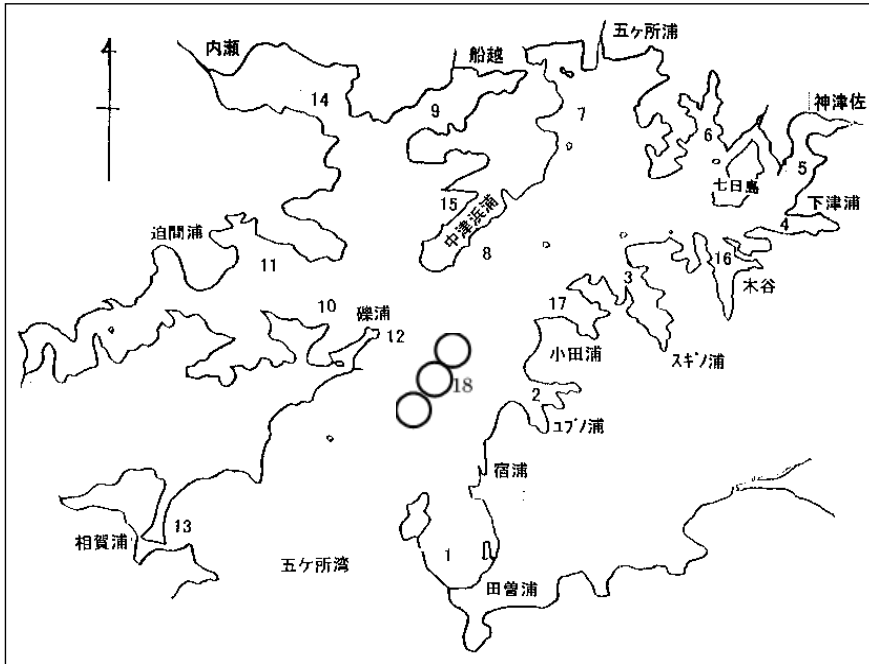 五ヶ所浦
内瀬
船越
14
9
7
神津佐
6
5
七日島
下津浦
15
中津浜浦
4
迫間浦
8
16
11
3
木谷
10
17
礫浦
12
小田浦
スギノ浦
18
2
ユブノ浦
宿浦
13
相賀浦
五ケ所湾
1
田曽浦